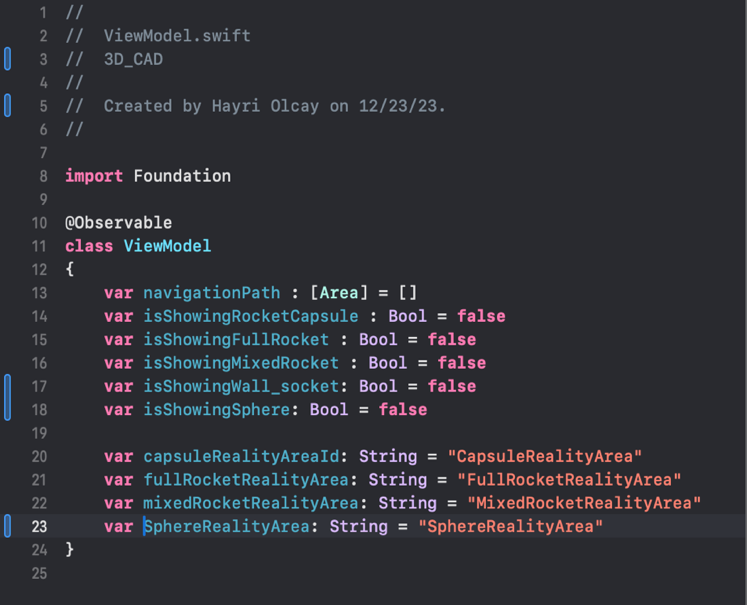 1 //
2 // ViewModel.swift
3 // 3D_CAD
4 //
5 // Created by Hayri Olcay on 12/23/23.
6 //
7
8 import Foundation
9
10 @Observable
11 class ViewModel
12 {
13     var navigationPath : [Area] = []
14     var isShowingRocketCapsule : Bool = false
15     var isShowingFullRocket : Bool = false
16     var isShowingMixedRocket : Bool = false
17     var isShowingWall_socket: Bool = false
18     var isShowingSphere: Bool = false
19
20     var capsuleRealityAreaId: String = "CapsuleRealityArea"
21     var fullRocketRealityArea: String = "FullRocketRealityArea"
22     var mixedRocketRealityArea: String = "MixedRocketRealityArea"
23     var SphereRealityArea: String = "SphereRealityArea"
24 }
25